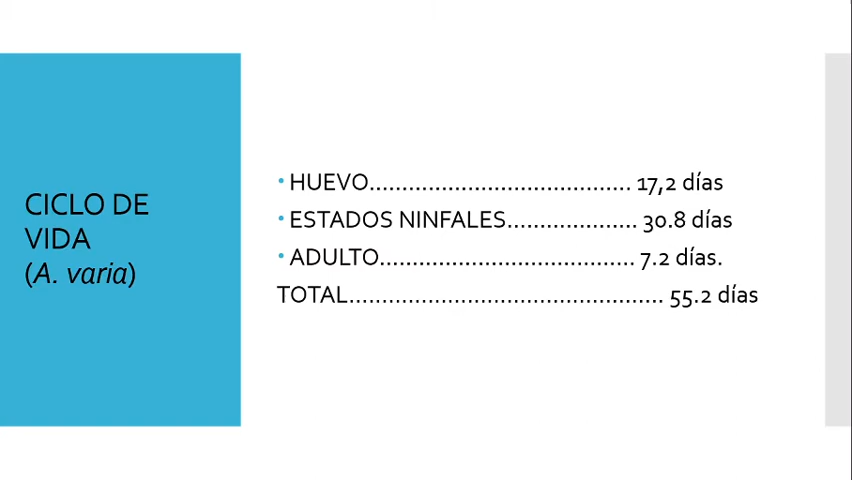 CICLO DE
VIDA
(A. varia)
• HUEVO........................................ 17,2 días
• ESTADOS NINFALES.................... 30.8 días
• ADULTO....................................... 7.2 días.
TOTAL................................................ 55.2 días